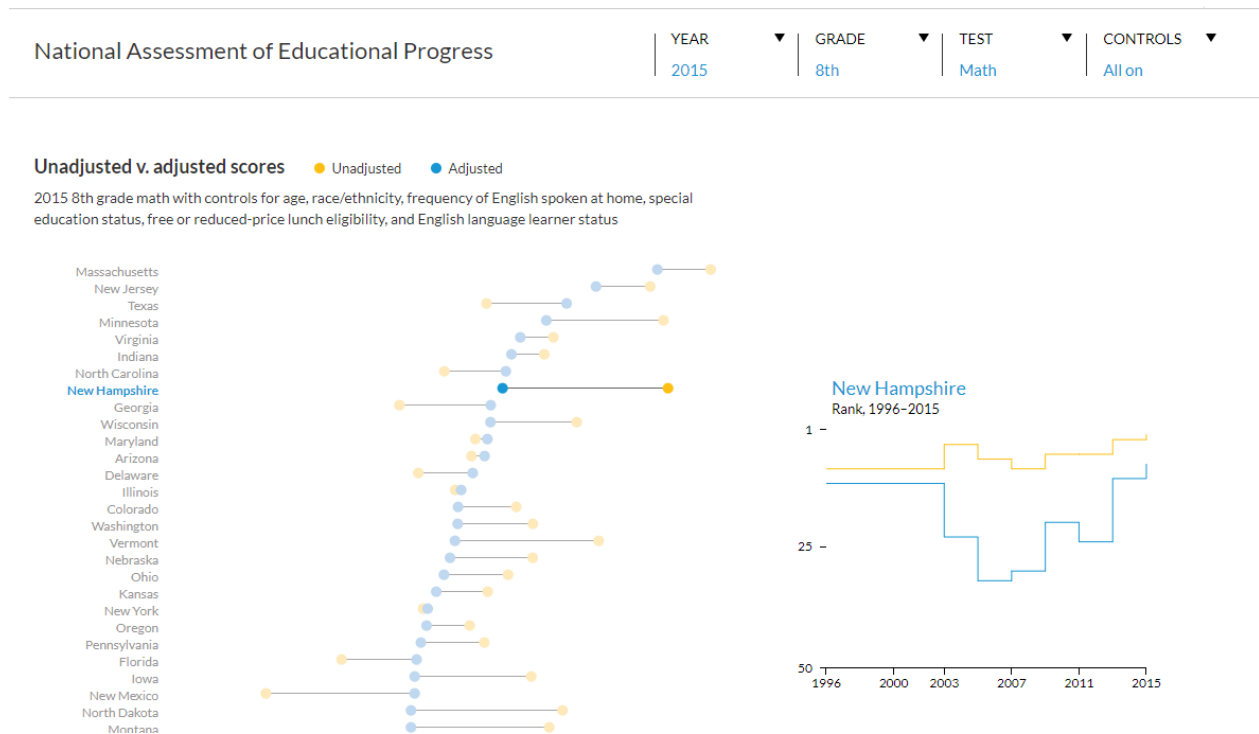 National Assessment of Educational Progress
YEAR ▼ GRADE ▼ TEST ▼ CONTROLS ▼
2015 8th Math All on
Unadjusted v. adjusted scores Unadjusted Adjusted
2015 8th grade math with controls for age, race/ethnicity, frequency of English spoken at home, special
education status, free or reduced-price lunch eligibility, and English language learner status
Massachusetts
New Jersey
Texas
Minnesota
Virginia
Indiana
North Carolina
New Hampshire
Georgia
Wisconsin
Maryland
Arizona
Delaware
Illinois
Colorado
Washington
Vermont
Nebraska
Ohio
Kansas
New York
Oregon
Pennsylvania
Florida
Iowa
New Mexico
North Dakota
Montana
New Hampshire
Rank, 1996–2015
1
25
50
1996 2000 2003 2007 2011 2015